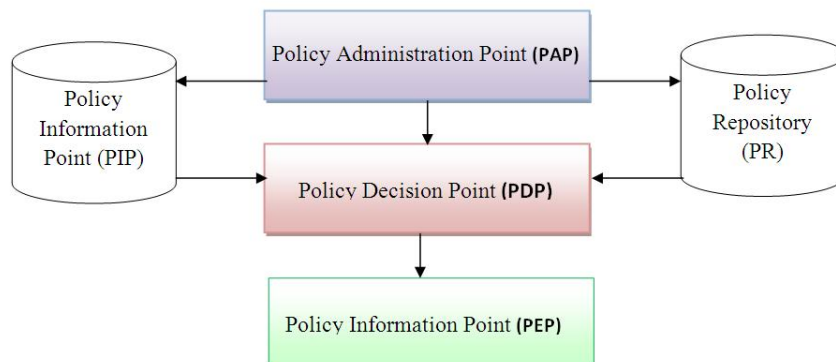 Policy Administration Point (PAP)
Policy
Information
Point (PIP)
Policy
Repository
(PR)
Policy Decision Point (PDP)
Policy Information Point (PEP)